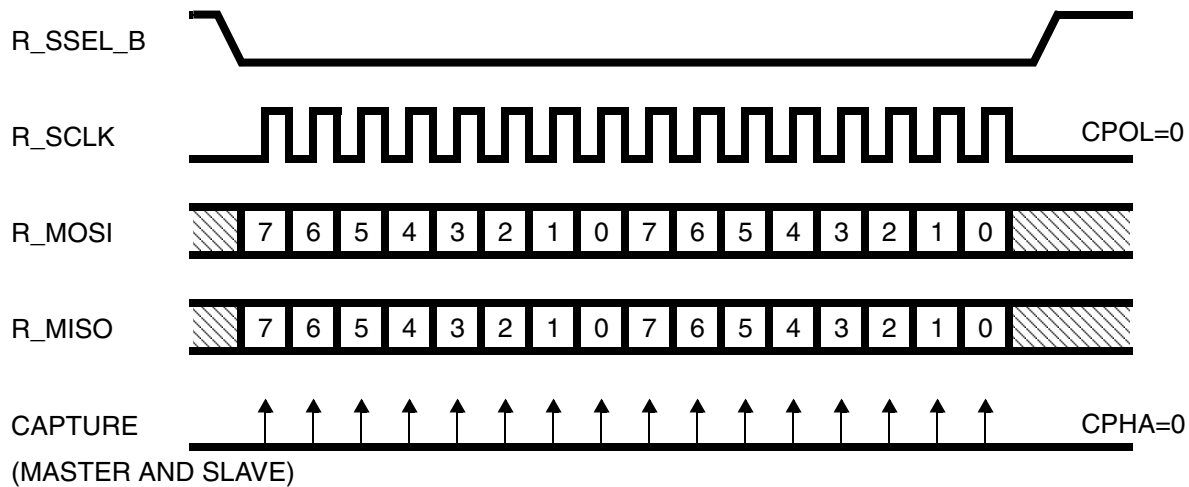 R_SSEL_B
R_SCLK
CPOL=0
R_MOSI
7 6 5 4 3 2 1 0 7 6 5 4 3 2 1 0
R_MISO
7 6 5 4 3 2 1 0 7 6 5 4 3 2 1 0
CAPTURE
CPHA=0
(MASTER AND SLAVE)